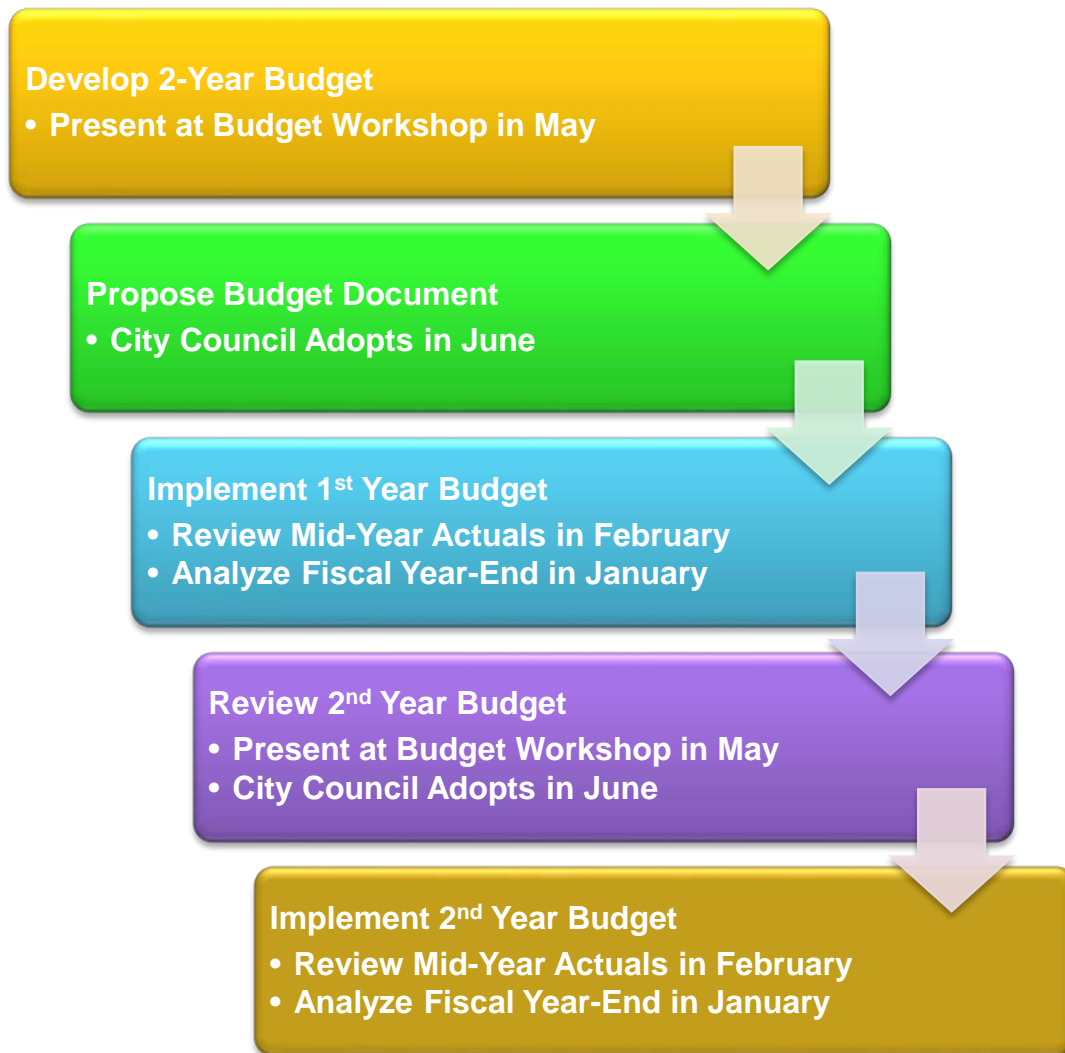 Develop 2-Year Budget
• Present at Budget Workshop in May
Propose Budget Document
• City Council Adopts in June
Implement 1st Year Budget
• Review Mid-Year Actuals in February
• Analyze Fiscal Year-End in January
Review 2nd Year Budget
• Present at Budget Workshop in May
• City Council Adopts in June
Implement 2nd Year Budget
• Review Mid-Year Actuals in February
• Analyze Fiscal Year-End in January